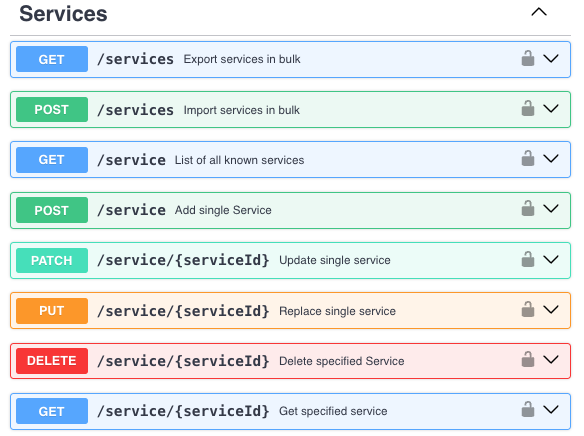 Services
GET /services Export services in bulk
POST /services Import services in bulk
GET /service List of all known services
POST /service Add single Service
PATCH /service/{serviceId} Update single service
PUT /service/{serviceId} Replace single service
DELETE /service/{serviceId} Delete specified Service
GET /service/{serviceId} Get specified service